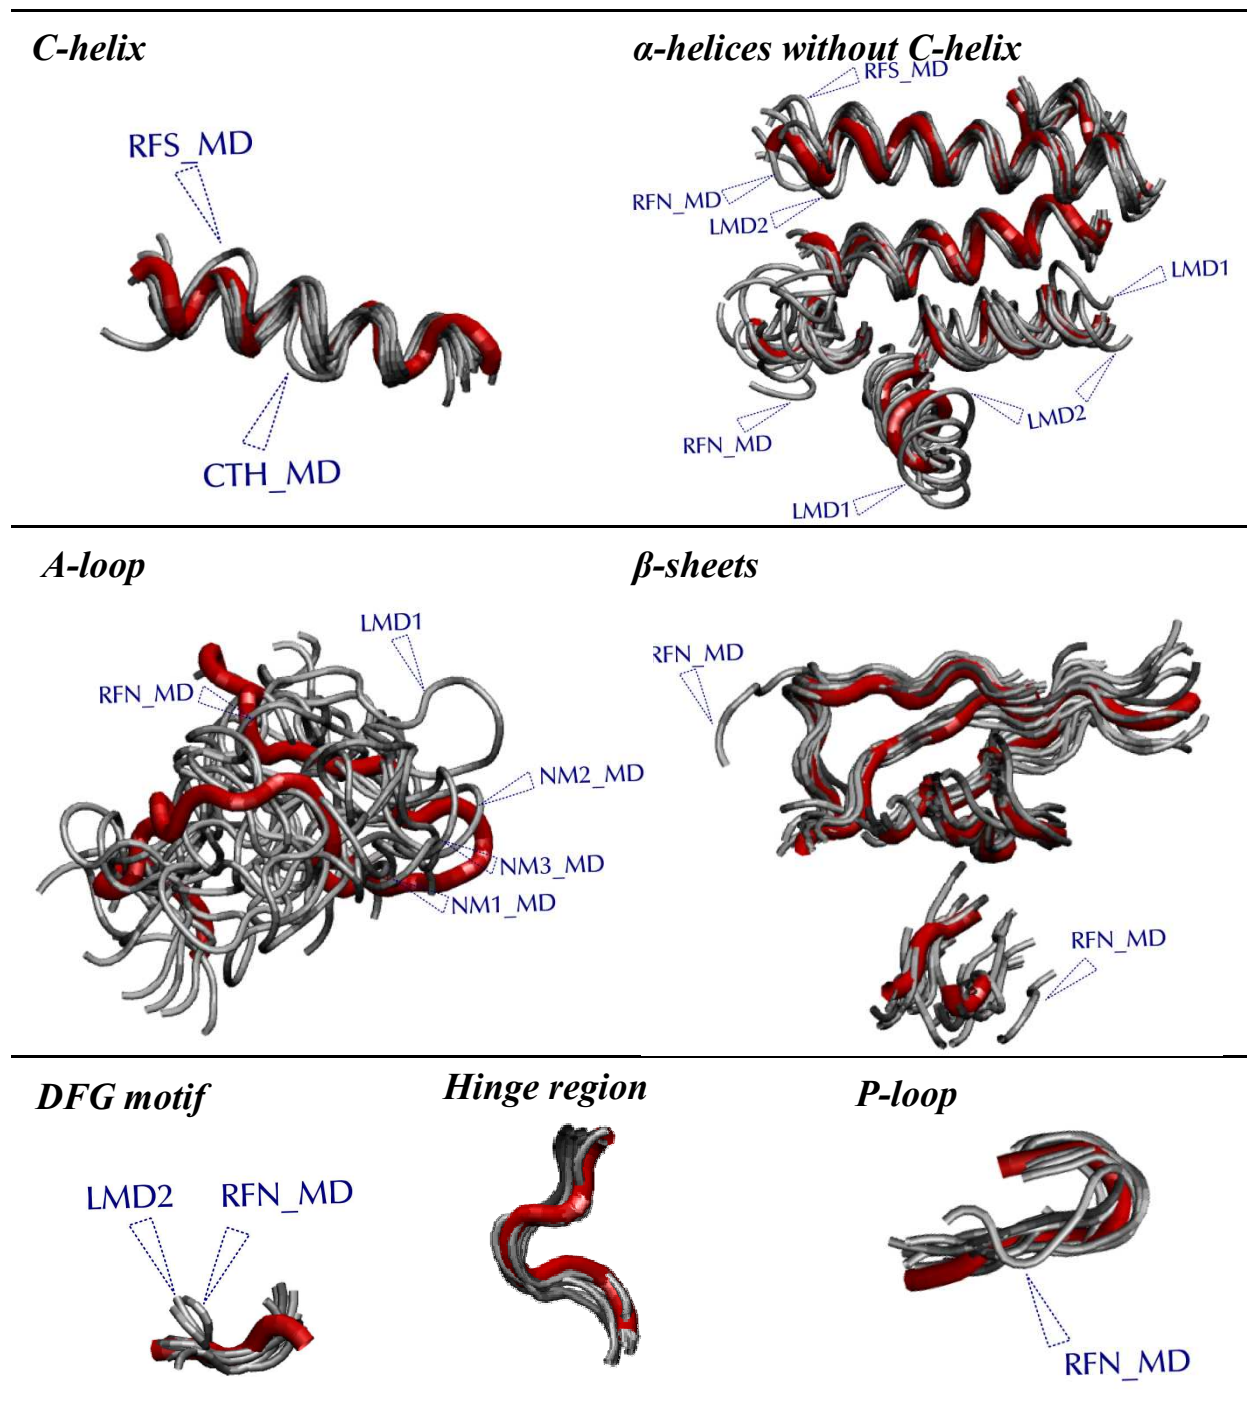 C-helix
RFS_MD
CTH_MD
α-helices without C-helix
RFS_MD
RFN_MD
LMD2
LMD1
LMD2
RFN_MD
LMD1
A-loop
LMD1
RFN_MD
NM2_MD
NM3_MD
NM1_MD
β-sheets
RFN_MD
RFN_MD
DFG motif
LMD2
RFN_MD
Hinge region
P-loop
RFN_MD